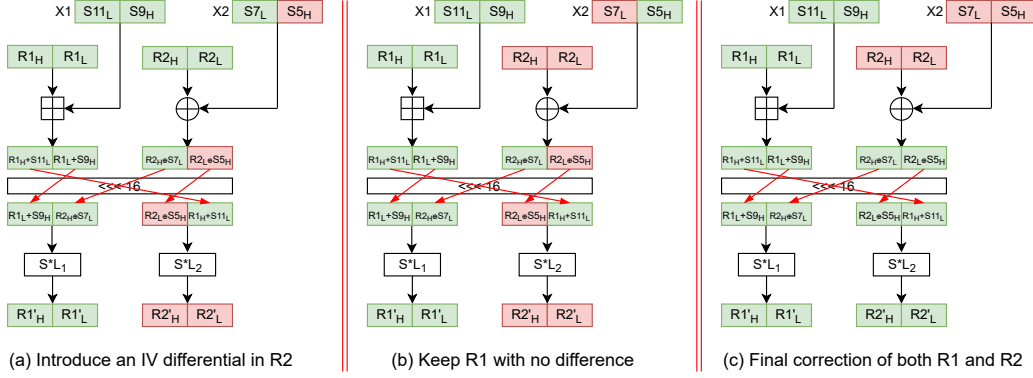 X1 S11L S9H X2 S7L S5H
R1H R1L R2H R2L
R1H+S11L R1L+S9H R2H⊕S7L R2L⊕S5H
<<< 16
R1L+S9H R2H⊕S7L R2L⊕S5H R1H+S11L
S*L1 S*L2
R1'H R1'L R2'H R2'L
(a) Introduce an IV differential in R2
X1 S11L S9H X2 S7L S5H
R1H R1L R2H R2L
R1H+S11L R1L+S9H R2H⊕S7L R2L⊕S5H
<<< 16
R1L+S9H R2H⊕S7L R2L⊕S5H R1H+S11L
S*L1 S*L2
R1'H R1'L R2'H R2'L
(b) Keep R1 with no difference
X1 S11L S9H X2 S7L S5H
R1H R1L R2H R2L
R1H+S11L R1L+S9H R2H⊕S7L R2L⊕S5H
<<< 16
R1L+S9H R2H⊕S7L R2L⊕S5H R1H+S11L
S*L1 S*L2
R1'H R1'L R2'H R2'L
(c) Final correction of both R1 and R2